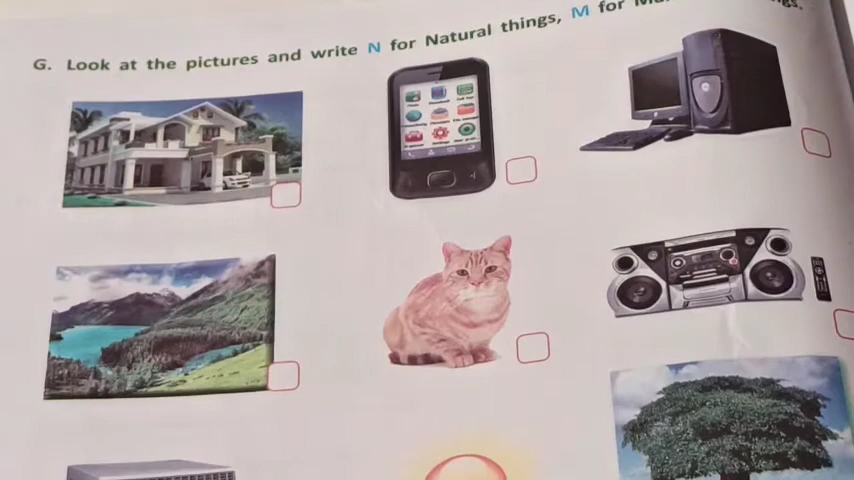 G. Look at the pictures and write N for Natural things, M for